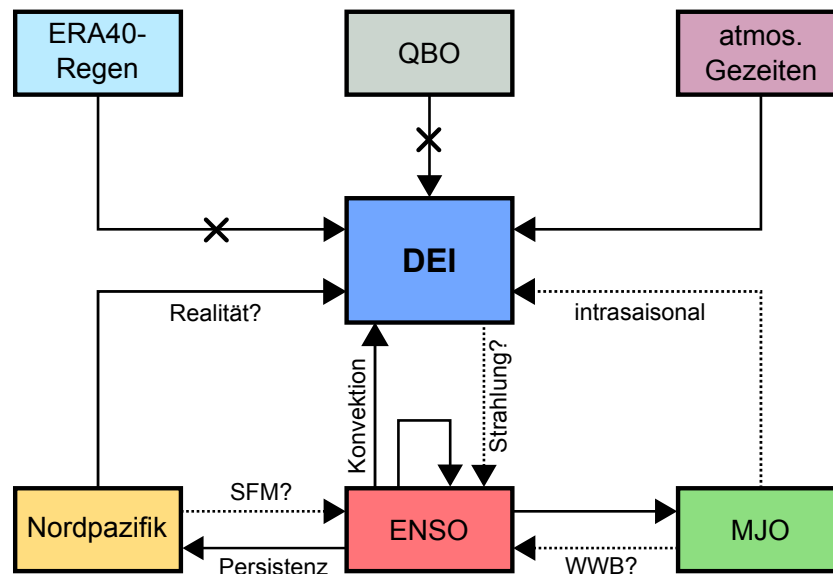 ERA40-
Regen
QBO
atmos.
Gezeiten
DEI
Realität?
intrasaisonal
Konvektion
Strahlung?
Nordpazifik
SFM?
Persistenz
ENSO
WWB?
MJO